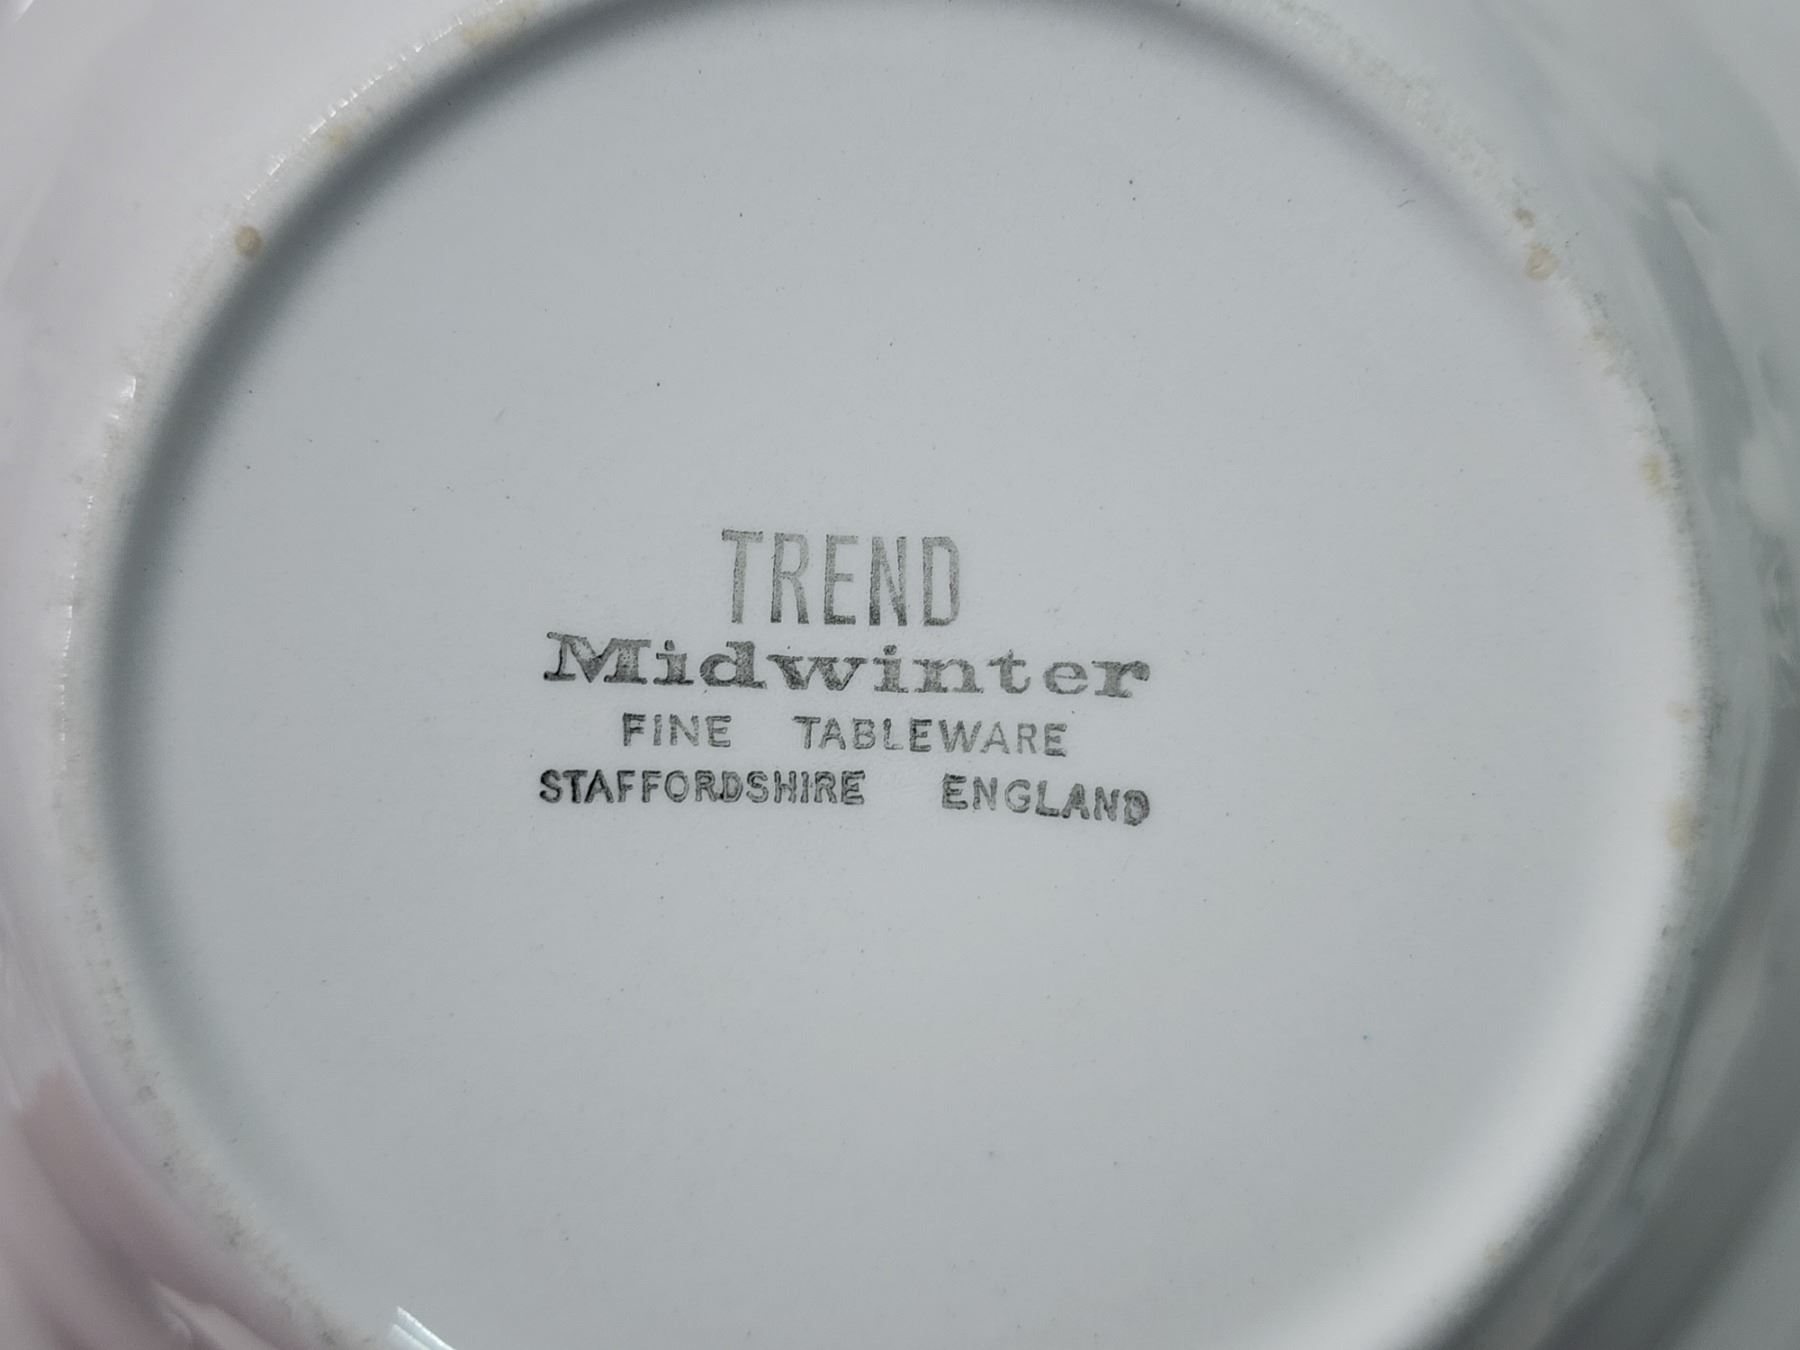 TREND
Midwinter
FINE TABLEWARE
STAFFORDSHIRE ENGLAND